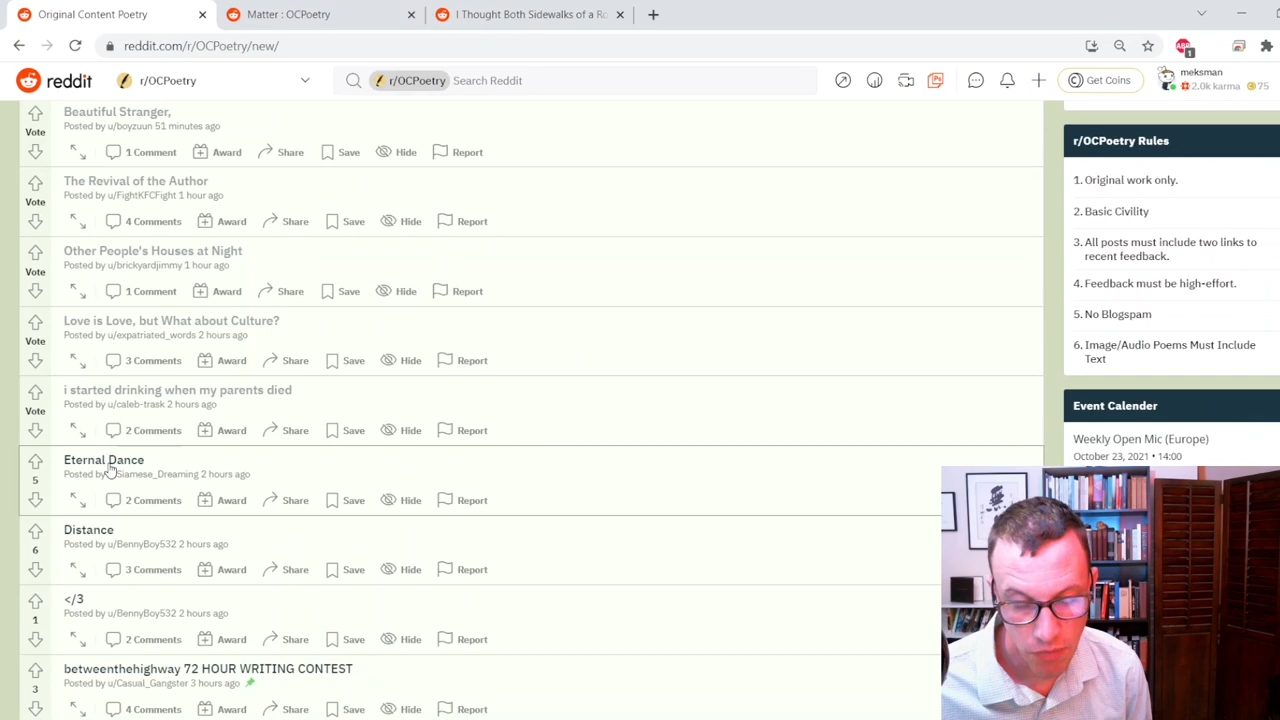 Original Content Poetry
Matter : OCPoetry
I Thought Both Sidewalks of a Ro
reddit.com/r/OCPoetry/new/
ABP
1
reddit
r/OCPoetry
r/OCPoetry
Search Reddit
Get Coins
meksman
2.0k karma
75
Beautiful Stranger,
Posted by u/boyzuun 51 minutes ago
Vote
1 Comment
Award
Share
Save
Hide
Report
The Revival of the Author
Posted by u/FightKFCFight 1 hour ago
Vote
4 Comments
Award
Share
Save
Hide
Report
Other People's Houses at Night
Posted by u/brickyardjimmy 1 hour ago
Vote
1 Comment
Award
Share
Save
Hide
Report
Love is Love, but What about Culture?
Posted by u/expatriated_words 2 hours ago
Vote
3 Comments
Award
Share
Save
Hide
Report
i started drinking when my parents died
Posted by u/caleb-trask 2 hours ago
Vote
2 Comments
Award
Share
Save
Hide
Report
Eternal Dance
Posted by Siamese_Dreaming 2 hours ago
5
2 Comments
Award
Share
Save
Hide
Report
Distance
Posted by u/BennyBoy532 2 hours ago
6
3 Comments
Award
Share
Save
Hide
Report
</3
Posted by u/BennyBoy532 2 hours ago
1
2 Comments
Award
Share
Save
Hide
Report
betweenthehighway 72 HOUR WRITING CONTEST
Posted by u/Casual_Gangster 3 hours ago
3
4 Comments
Award
Share
Save
Hide
Report
r/OCPoetry Rules
1. Original work only.
2. Basic Civility
3. All posts must include two links to
recent feedback.
4. Feedback must be high-effort.
5. No Blogspam
6. Image/Audio Poems Must Include
Text
Event Calender
Weekly Open Mic (Europe)
October 23, 2021 • 14:00